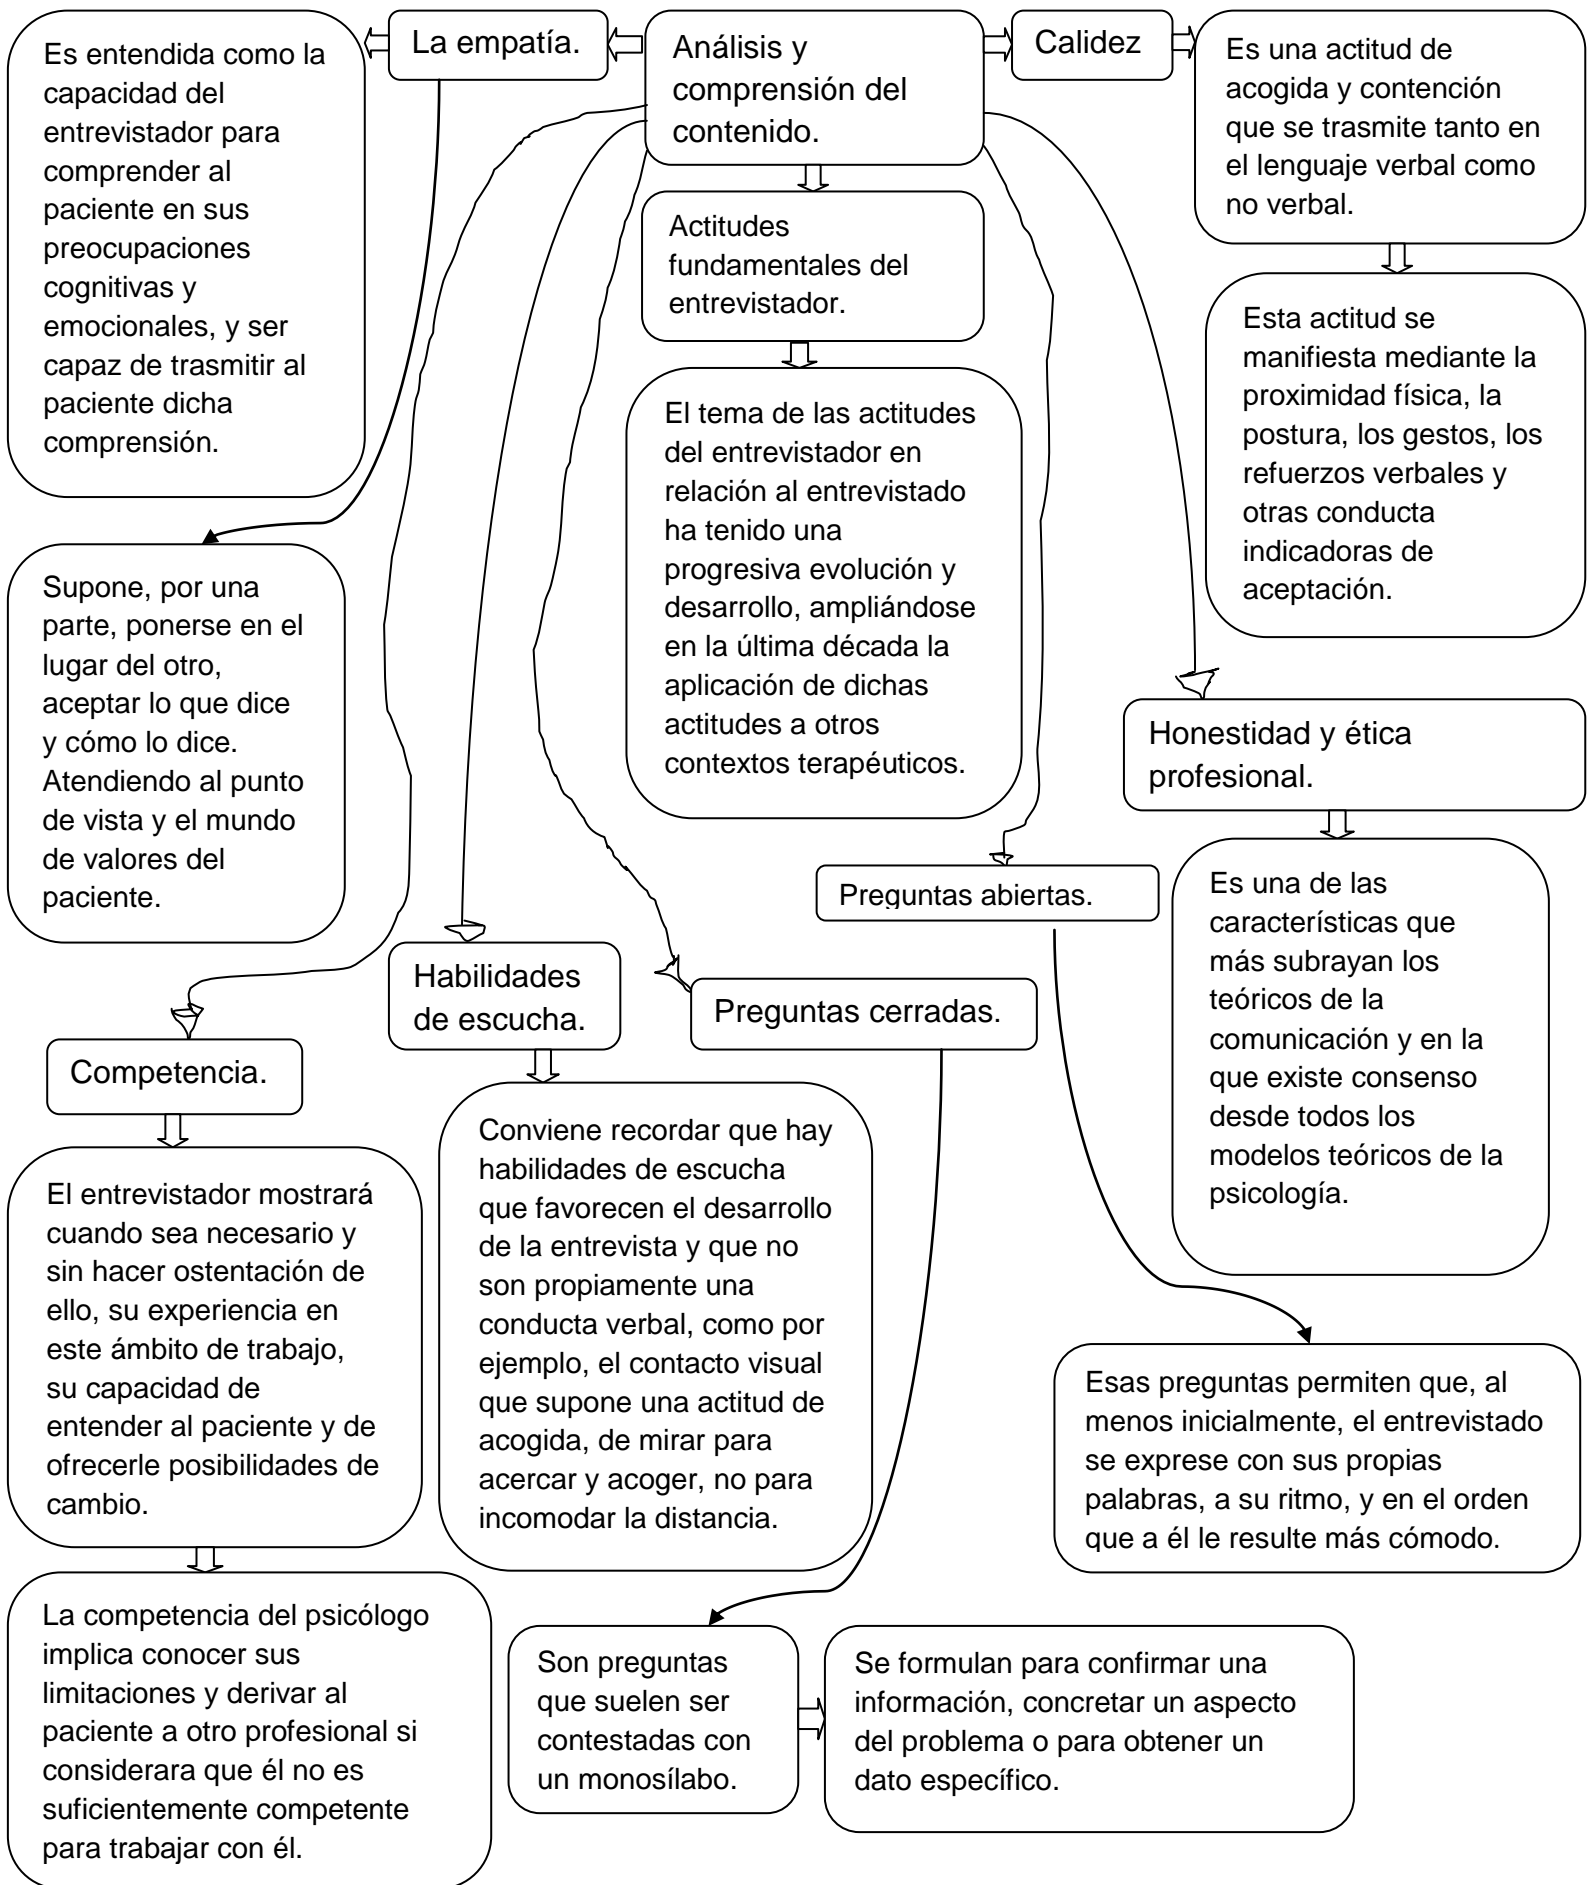 La empatía.
Es entendida como la
capacidad del
entrevistador para
comprender al
paciente en sus
preocupaciones
cognitivas y
emocionales, y ser
capaz de trasmitir al
paciente dicha
comprensión.
Supone, por una
parte, ponerse en el
lugar del otro,
aceptar lo que dice
y cómo lo dice.
Atendiendo al punto
de vista y el mundo
de valores del
paciente.
Análisis y
comprensión del
contenido.
Actitudes
fundamentales del
entrevistador.
El tema de las actitudes
del entrevistador en
relación al entrevistado
ha tenido una
progresiva evolución y
desarrollo, ampliándose
en la última década la
aplicación de dichas
actitudes a otros
contextos terapéuticos.
Calidez
Es una actitud de
acogida y contención
que se trasmite tanto en
el lenguaje verbal como
no verbal.
Esta actitud se
manifiesta mediante la
proximidad física, la
postura, los gestos, los
refuerzos verbales y
otras conducta
indicadoras de
aceptación.
Honestidad y ética
profesional.
Es una de las
características que
más subrayan los
teóricos de la
comunicación y en la
que existe consenso
desde todos los
modelos teóricos de la
psicología.
Preguntas abiertas.
Esas preguntas permiten que, al
menos inicialmente, el entrevistado
se exprese con sus propias
palabras, a su ritmo, y en el orden
que a él le resulte más cómodo.
Competencia.
El entrevistador mostrará
cuando sea necesario y
sin hacer ostentación de
ello, su experiencia en
este ámbito de trabajo,
su capacidad de
entender al paciente y de
ofrecerle posibilidades de
cambio.
La competencia del psicólogo
implica conocer sus
limitaciones y derivar al
paciente a otro profesional si
considerara que él no es
suficientemente competente
para trabajar con él.
Habilidades
de escucha.
Conviene recordar que hay
habilidades de escucha
que favorecen el desarrollo
de la entrevista y que no
son propiamente una
conducta verbal, como por
ejemplo, el contacto visual
que supone una actitud de
acogida, de mirar para
acercar y acoger, no para
incomodar la distancia.
Preguntas cerradas.
Son preguntas
que suelen ser
contestadas con
un monosílabo.
Se formulan para confirmar una
información, concretar un aspecto
del problema o para obtener un
dato específico.